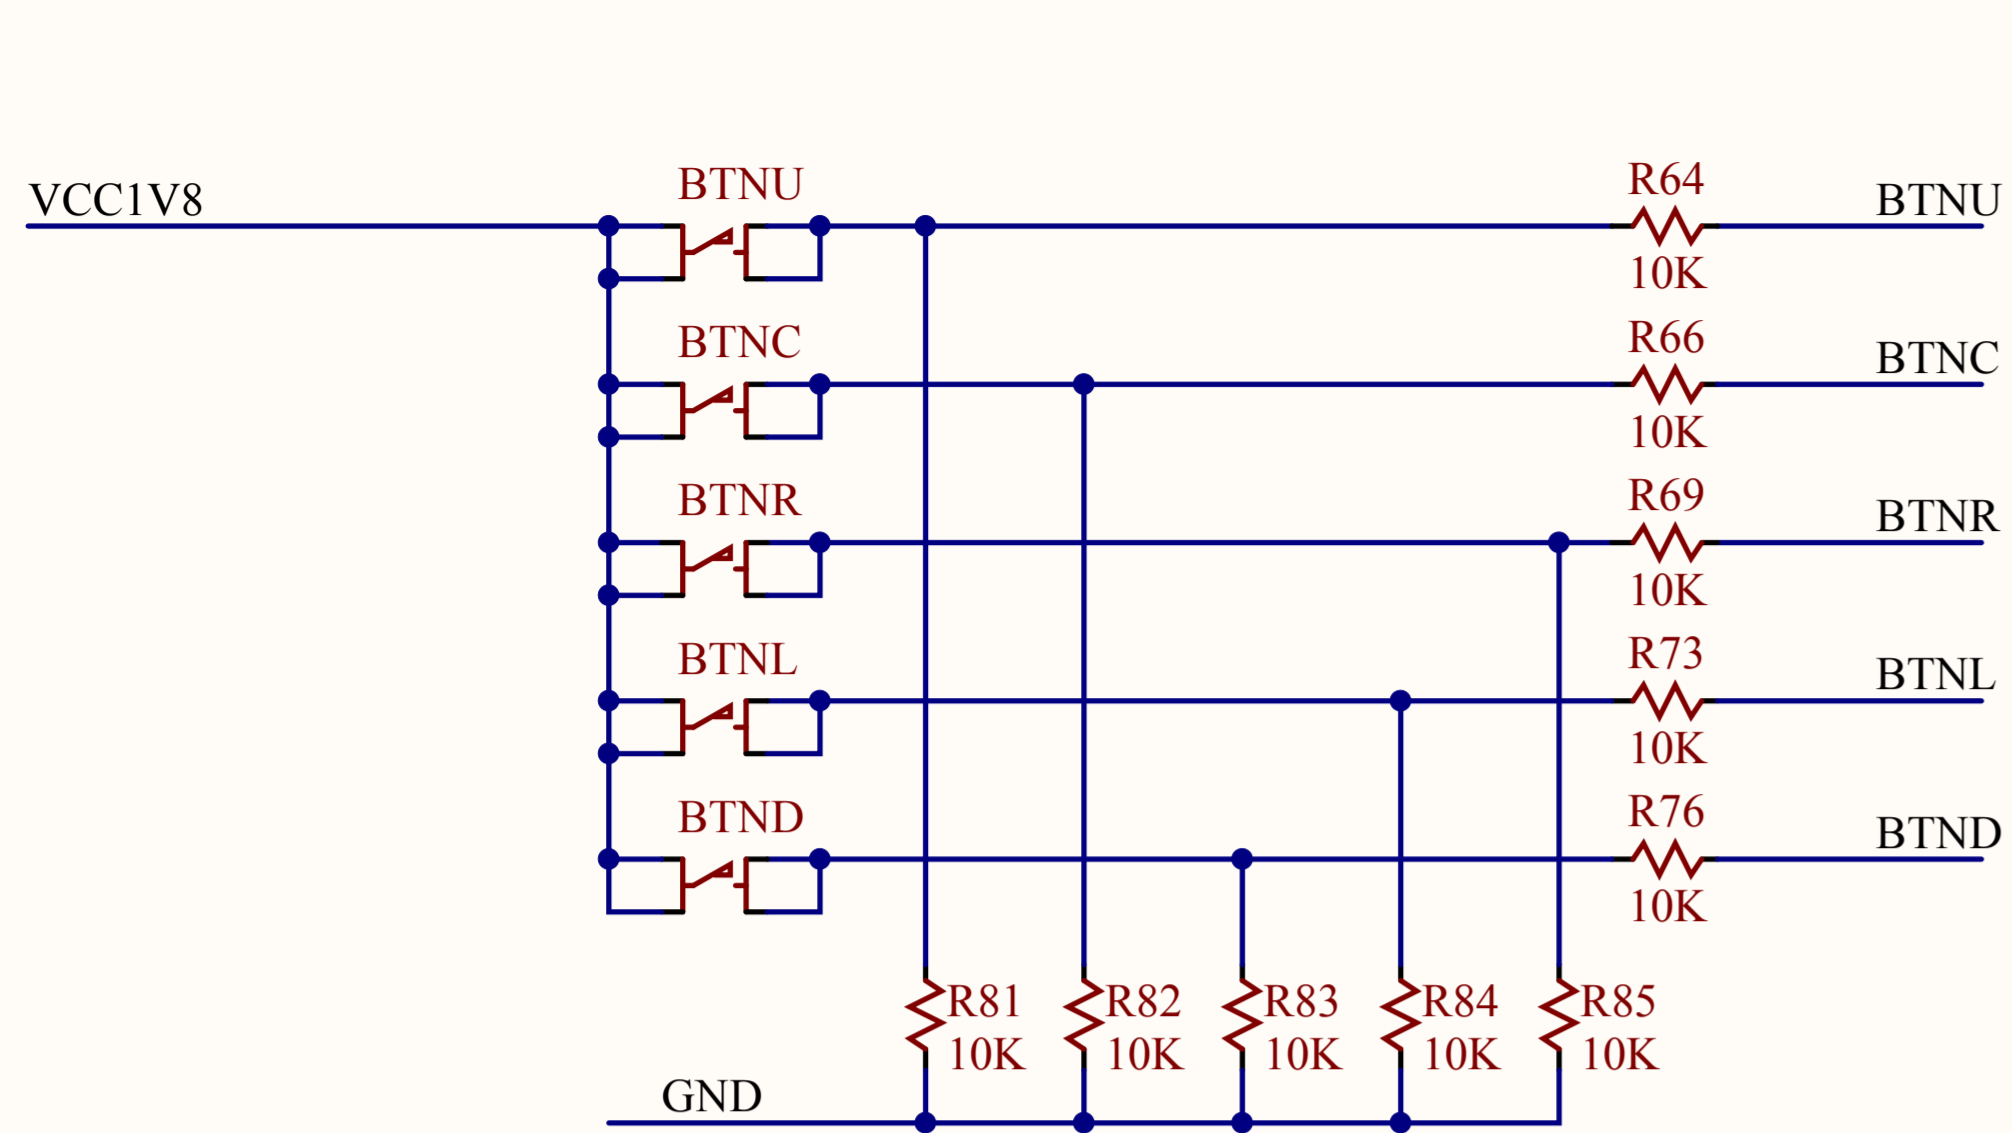 VCC1V8
BTNU
R64
BTNU
10K
BTNC
R66
BTNC
10K
BTNR
R69
BTNR
10K
BTNL
R73
BTNL
10K
BTND
R76
BTND
10K
R81
R82
R83
R84
R85
10K
10K
10K
10K
10K
GND